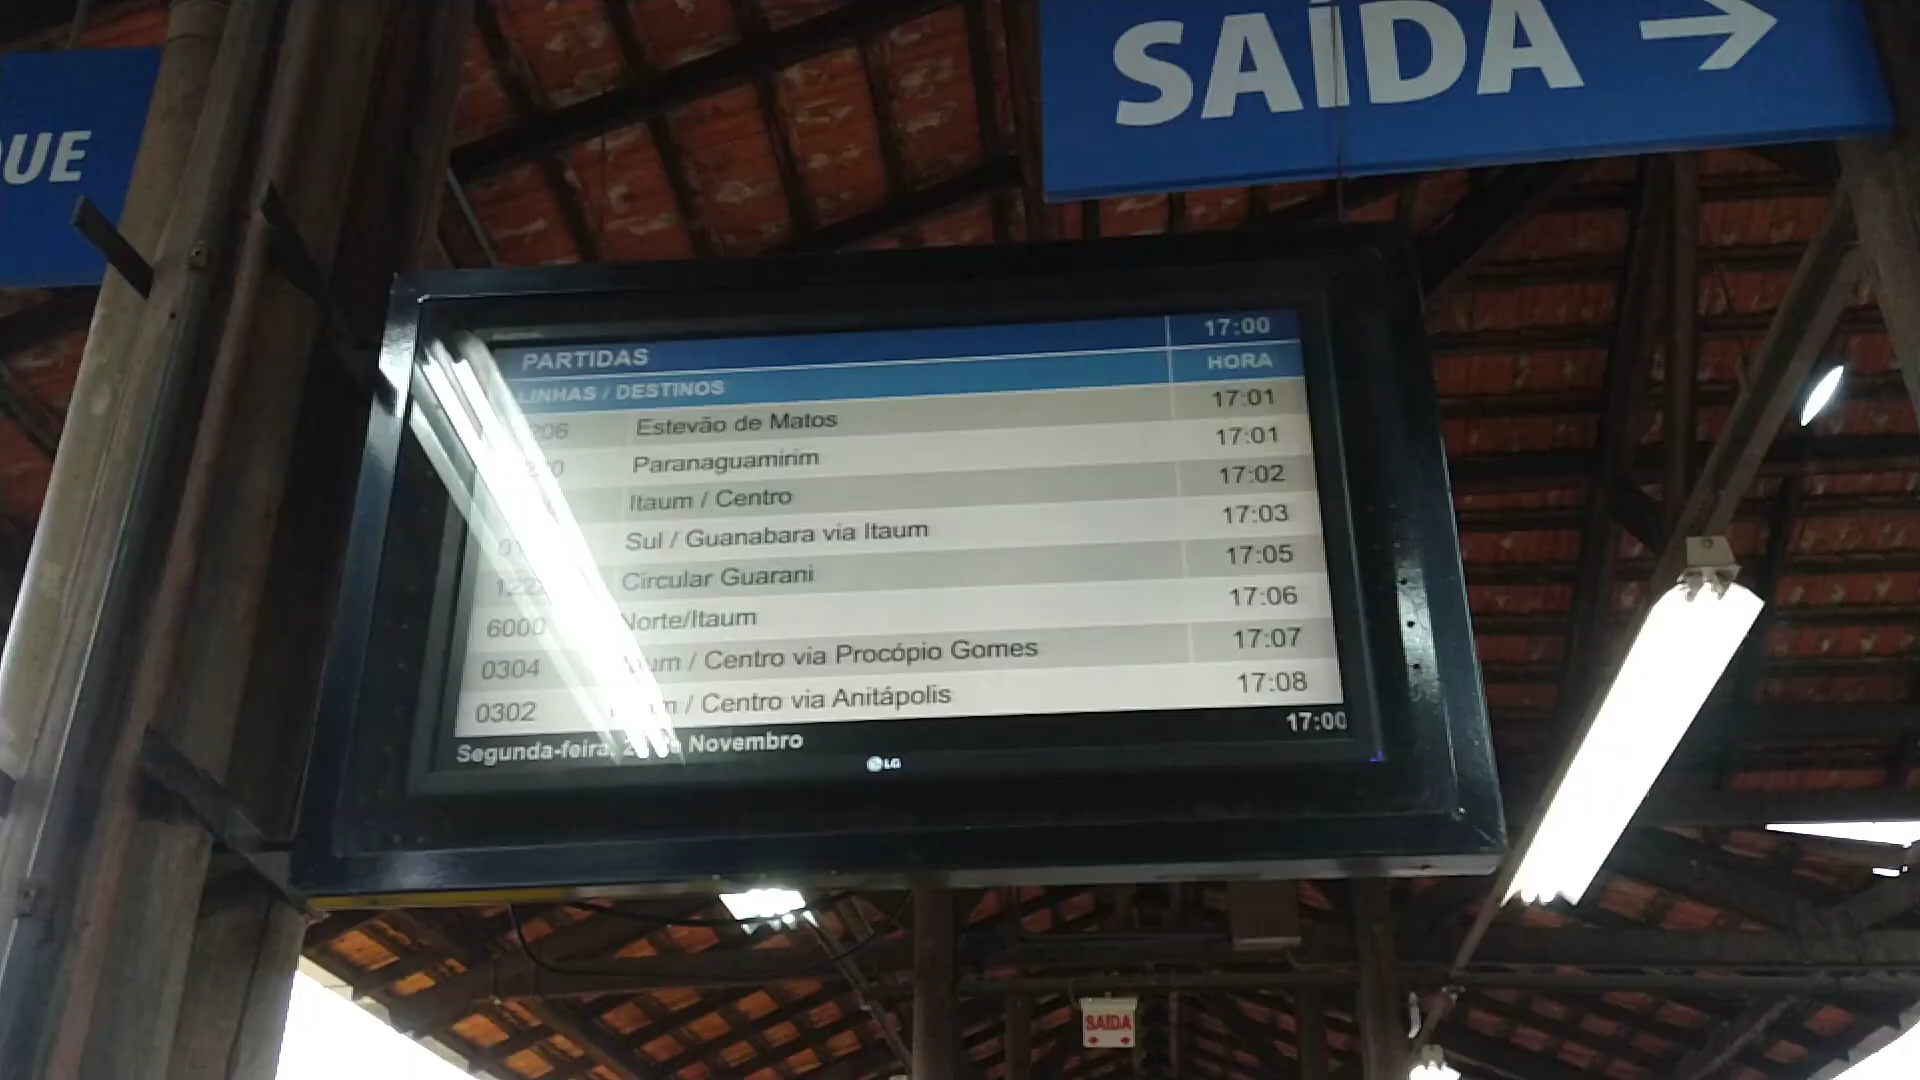 SAÍDA →
QUE
PARTIDAS 17:00
LINHAS / DESTINOS HORA
206 Estevão de Matos 17:01
Paranaguamirim 17:01
Itaum / Centro 17:02
Sul / Guanabara via Itaum 17:03
Circular Guarani 17:05
6000 Norte/Itaum 17:06
0304 / Centro via Procópio Gomes 17:07
0302 / Centro via Anitápolis 17:08
Segunda-feira, Novembro 17:00
LG
SAÍDA